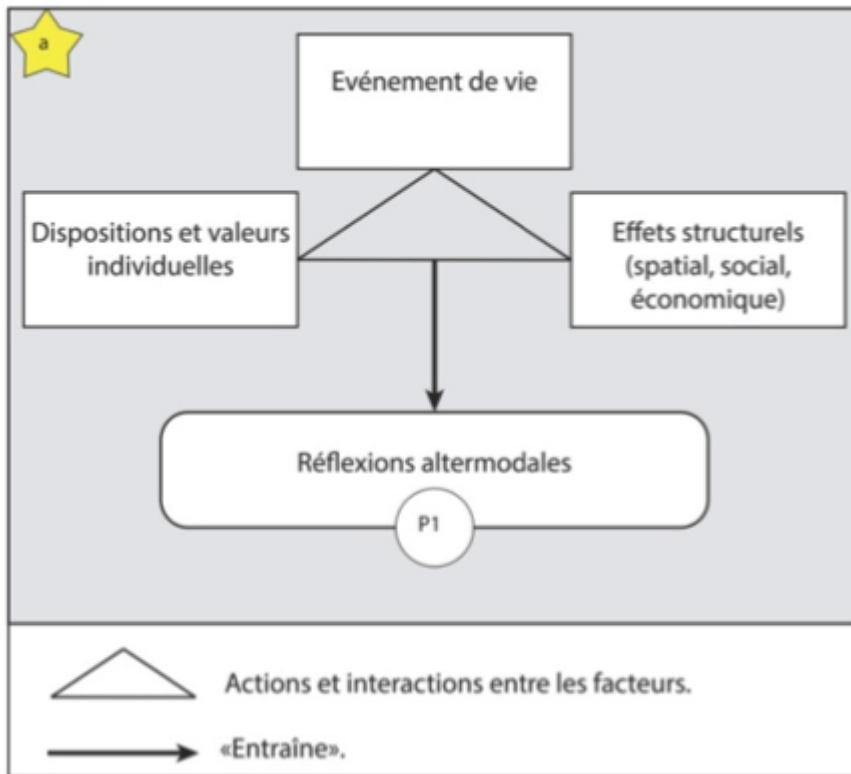 a
Evénement de vie
Dispositions et valeurs
individuelles
Effets structurels
(spatial, social,
économique)
Réflexions altermodales
P1
Actions et interactions entre les facteurs.
«Entraîne».